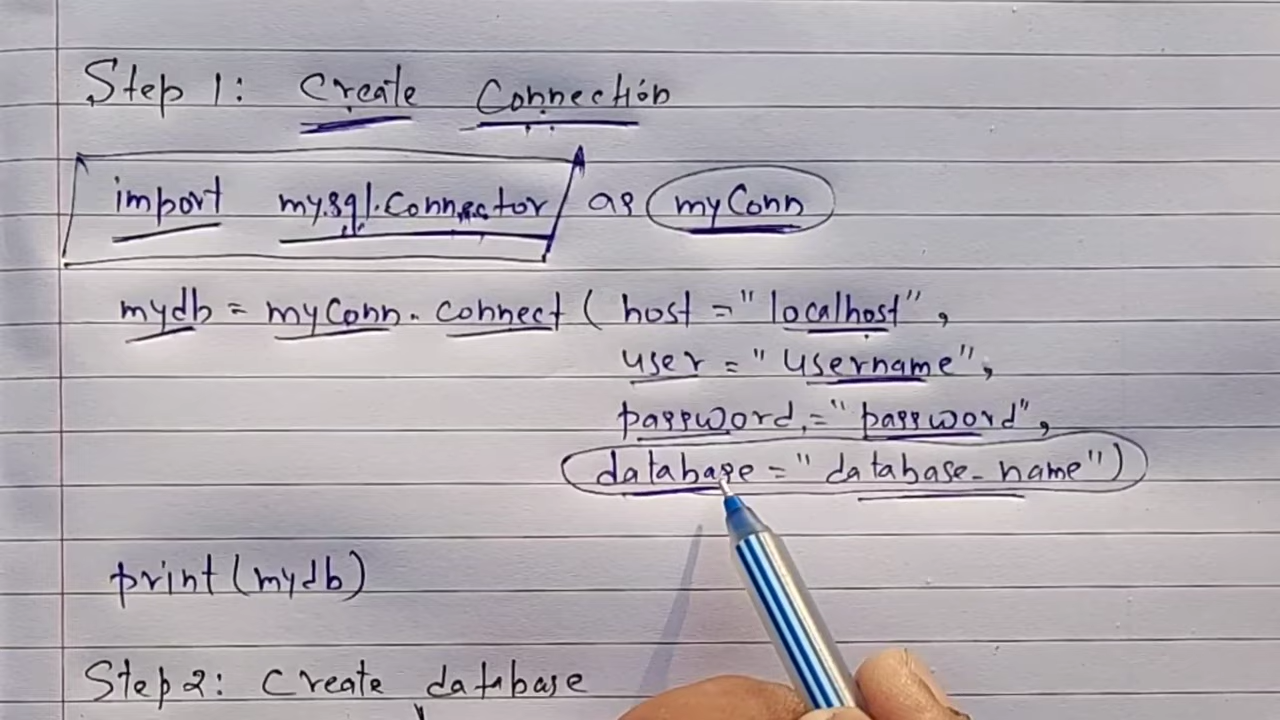 Step 1: Create Connection
import mysql.connector as myConn
mydb = myConn.connect(host="localhost",
user="username",
password="password",
database="database_name")
print(mydb)
Step 2: Create database